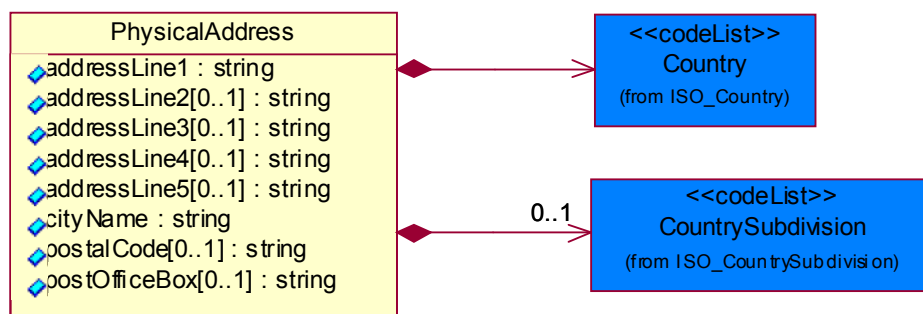 PhysicalAddress
addressLine1 : string
addressLine2[0..1] : string
addressLine3[0..1] : string
addressLine4[0..1] : string
addressLine5[0..1] : string
cityName : string
postalCode[0..1] : string
postOfficeBox[0..1] : string
<<codeList>>
Country
(from ISO_Country)
0..1
<<codeList>>
CountrySubdivision
(from ISO_CountrySubdivision)